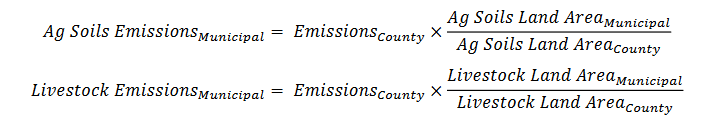 Ag Soils Emissions_Municipal = Emissions_County × Ag Soils Land Area_Municipal / Ag Soils Land Area_County
Livestock Emissions_Municipal = Emissions_County × Livestock Land Area_Municipal / Livestock Land Area_County